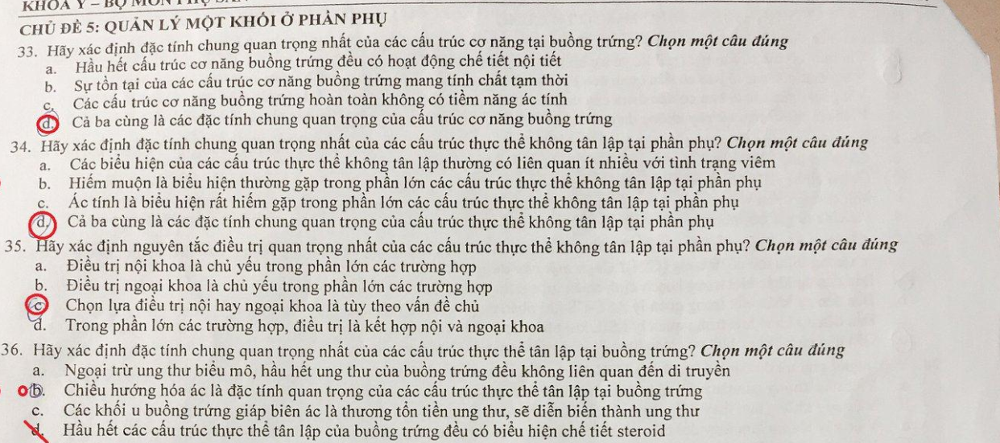 KHOA Y – BỘ MÔN PHỤ
CHỦ ĐỀ 5: QUẢN LÝ MỘT KHỐI Ở PHẦN PHỤ
33. Hãy xác định đặc tính chung quan trọng nhất của các cấu trúc cơ năng tại buồng trứng? Chọn một câu đúng
a. Hầu hết cấu trúc cơ năng buồng trứng đều có hoạt động chế tiết nội tiết
b. Sự tồn tại của các cấu trúc cơ năng buồng trứng mang tính chất tạm thời
c. Các cấu trúc cơ năng buồng trứng hoàn toàn không có tiềm năng ác tính
d. Cả ba cùng là các đặc tính chung quan trọng của cấu trúc cơ năng buồng trứng
34. Hãy xác định đặc tính chung quan trọng nhất của các cấu trúc thực thể không tân lập tại phần phụ? Chọn một câu đúng
a. Các biểu hiện của các cấu trúc thực thể không tân lập thường có liên quan ít nhiều với tình trạng viêm
b. Hiếm muộn là biểu hiện thường gặp trong phần lớn các cấu trúc thực thể không tân lập tại phần phụ
c. Ác tính là biểu hiện rất hiếm gặp trong phần lớn các cấu trúc thực thể không tân lập tại phần phụ
d. Cả ba cùng là các đặc tính chung quan trọng của cấu trúc thực thể không tân lập tại phần phụ
35. Hãy xác định nguyên tắc điều trị quan trọng nhất của các cấu trúc thực thể không tân lập tại phần phụ? Chọn một câu đúng
a. Điều trị nội khoa là chủ yếu trong phần lớn các trường hợp
b. Điều trị ngoại khoa là chủ yếu trong phần lớn các trường hợp
c. Chọn lựa điều trị nội hay ngoại khoa là tùy theo vấn đề chủ
d. Trong phần lớn các trường hợp, điều trị là kết hợp nội và ngoại khoa
36. Hãy xác định đặc tính chung quan trọng nhất của các cấu trúc thực thể tân lập tại buồng trứng? Chọn một câu đúng
a. Ngoại trừ ung thư biểu mô, hầu hết ung thư của buồng trứng đều không liên quan đến di truyền
b. Chiều hướng hóa ác là đặc tính quan trọng của các cấu trúc thực thể tân lập tại buồng trứng
c. Các khối u buồng trứng giáp biên ác là thương tổn tiền ung thư, sẽ diễn biến thành ung thư
d. Hầu hết các cấu trúc thực thể tân lập của buồng trứng đều có biểu hiện chế tiết steroid